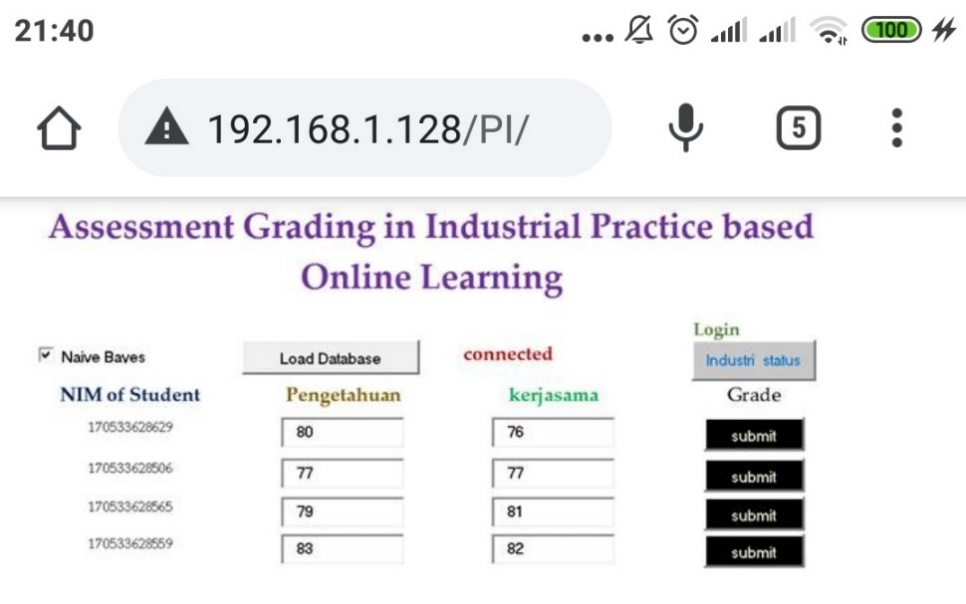 21:40
100
192.168.1.128/PI/
5
Assessment Grading in Industrial Practice based
Online Learning
Login
Naive Bayes
Load Database
connected
Industri status
NIM of Student
Pengetahuan
kerjasama
Grade
170533628629
80
76
submit
170533628506
77
77
submit
170533628565
79
81
submit
170533628559
83
82
submit